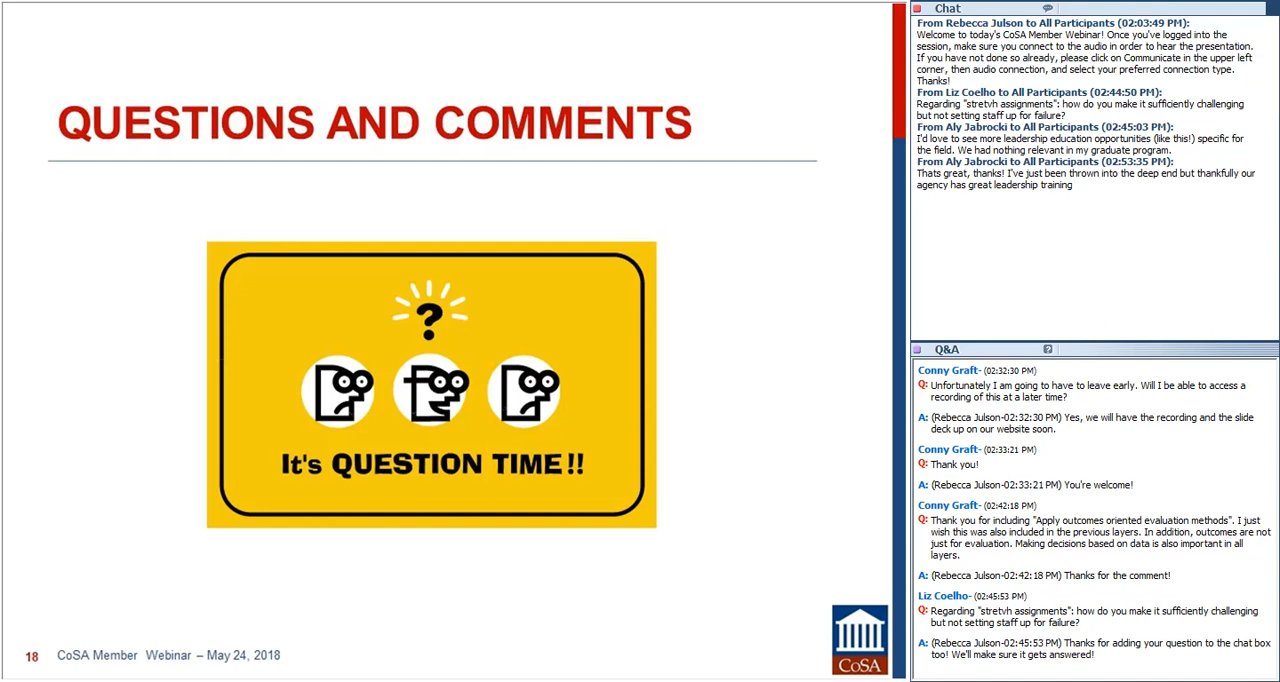 QUESTIONS AND COMMENTS
?
It's QUESTION TIME!!
18 CoSA Member Webinar – May 24, 2018
CoSA
Chat
From Rebecca Julson to All Participants (02:03:49 PM):
Welcome to today's CoSA Member Webinar! Once you've logged into the
session, make sure you connect to the audio in order to hear the presentation.
If you have not done so already, please click on Communicate in the upper left
corner, then audio connection, and select your preferred connection type.
Thanks!
From Liz Coelho to All Participants (02:44:50 PM):
Regarding "stretvh assignments": how do you make it sufficiently challenging
but not setting staff up for failure?
From Aly Jabrocki to All Participants (02:45:03 PM):
I'd love to see more leadership education opportunities (like this!) specific for
the field. We had nothing relevant in my graduate program.
From Aly Jabrocki to All Participants (02:53:35 PM):
Thats great, thanks! I've just been thrown into the deep end but thankfully our
agency has great leadership training
Q&A
Conny Graft- (02:32:30 PM)
Q: Unfortunately I am going to have to leave early. Will I be able to access a
recording of this at a later time?
A: (Rebecca Julson-02:32:30 PM) Yes, we will have the recording and the slide
deck up on our website soon.
Conny Graft- (02:33:21 PM)
Q: Thank you!
A: (Rebecca Julson-02:33:21 PM) You're welcome!
Conny Graft- (02:42:18 PM)
Q: Thank you for including "Apply outcomes oriented evaluation methods". I just
wish this was also included in the previous layers. In addition, outcomes are not
just for evaluation. Making decisions based on data is also important in all
layers.
A: (Rebecca Julson-02:42:18 PM) Thanks for the comment!
Liz Coelho- (02:45:53 PM)
Q: Regarding "stretvh assignments": how do you make it sufficiently challenging
but not setting staff up for failure?
A: (Rebecca Julson-02:45:53 PM) Thanks for adding your question to the chat box
too! We'll make sure it gets answered!